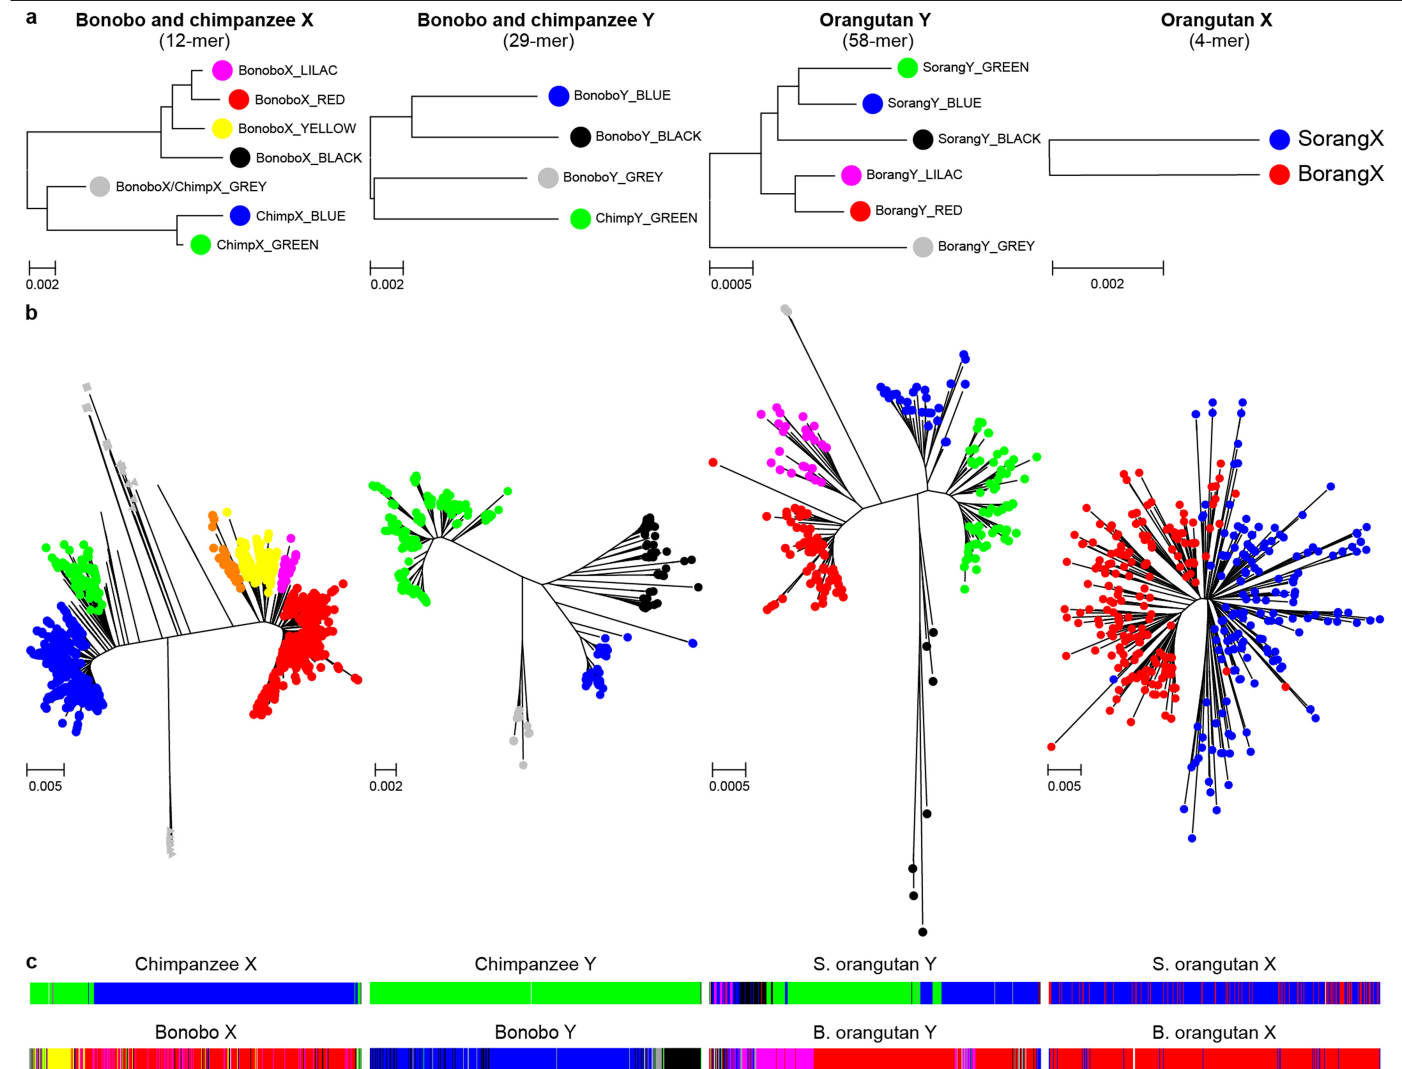 a
Bonobo and chimpanzee X
(12-mer)
BonoboX_LILAC
BonoboX_RED
BonoboX_YELLOW
BonoboX_BLACK
BonoboX/ChimpX_GREY
ChimpX_BLUE
ChimpX_GREEN
0.002
Bonobo and chimpanzee Y
(29-mer)
BonoboY_BLUE
BonoboY_BLACK
BonoboY_GREY
ChimpY_GREEN
0.002
Orangutan Y
(58-mer)
SorangY_GREEN
SorangY_BLUE
SorangY_BLACK
BorangY_LILAC
BorangY_RED
BorangY_GREY
0.0005
Orangutan X
(4-mer)
SorangX
BorangX
0.002
b
0.005
0.002
0.0005
0.005
c
Chimpanzee X
Chimpanzee Y
S. orangutan Y
S. orangutan X
Bonobo X
Bonobo Y
B. orangutan Y
B. orangutan X